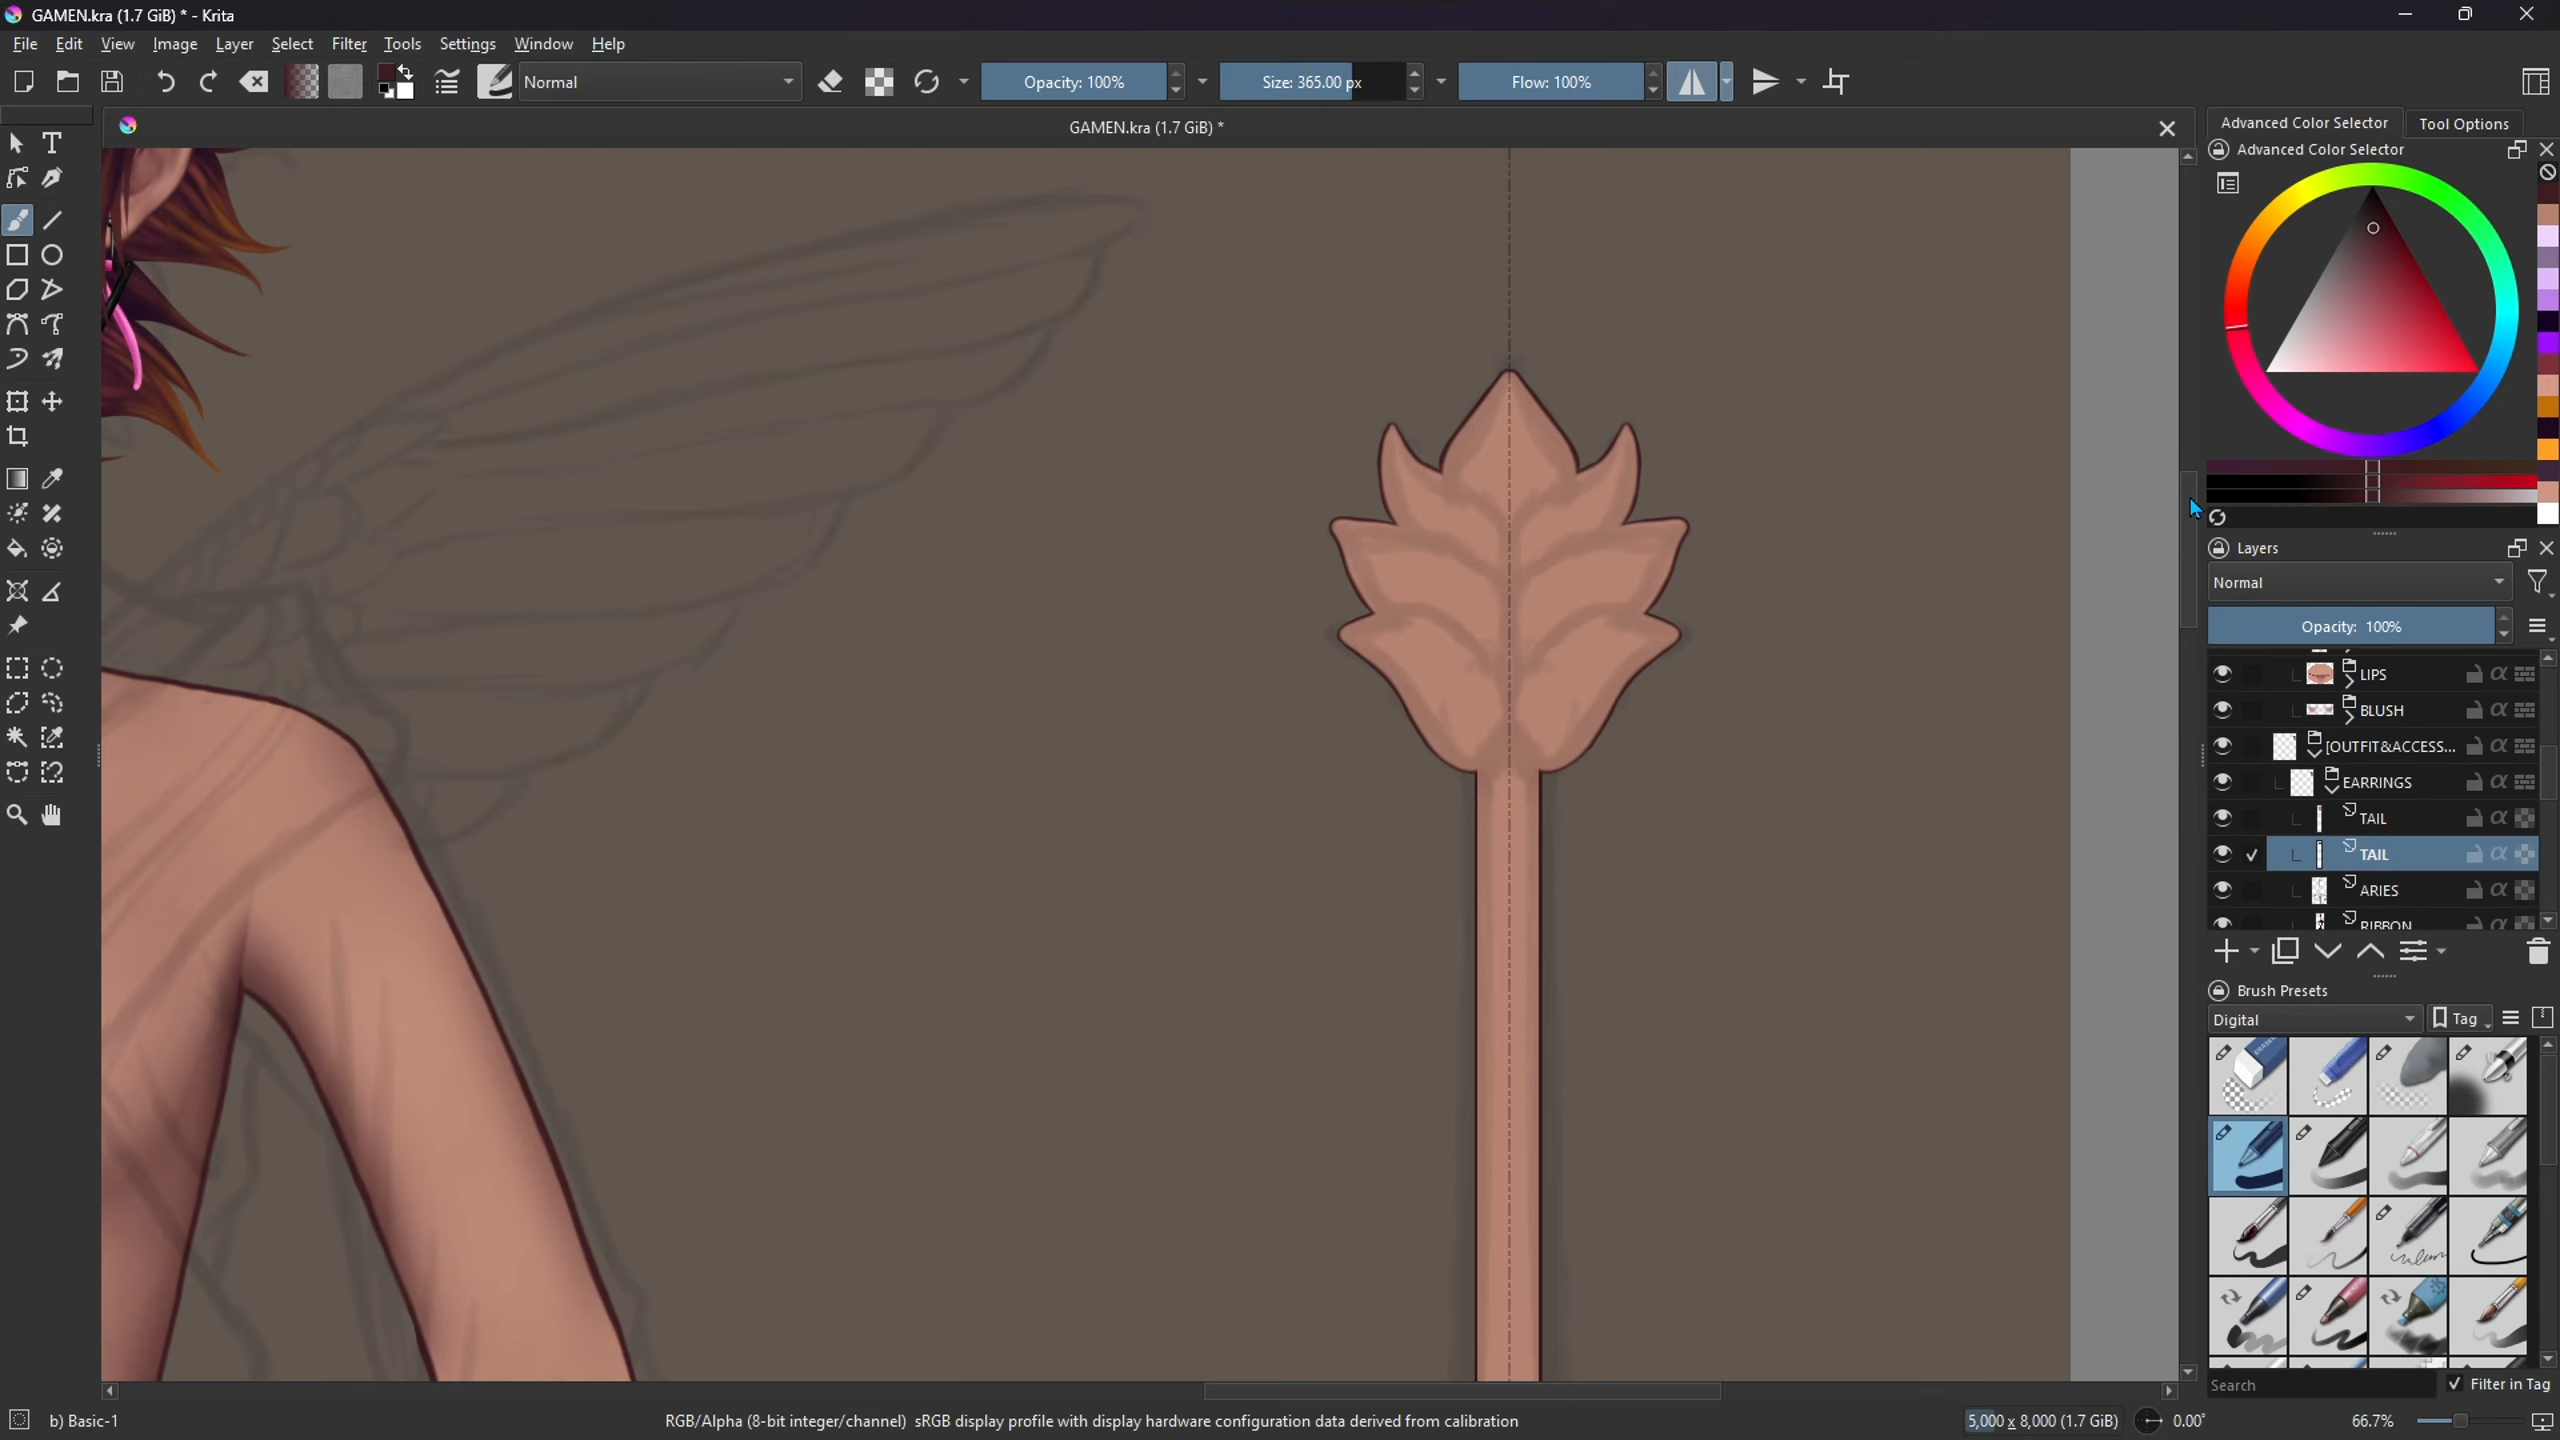 GAMEN.kra (1.7 GiB) * - Krita
File Edit View Image Layer Select Filter Tools Settings Window Help
Normal Opacity: 100% Size: 365.00 px Flow: 100%
GAMEN.kra (1.7 GiB) *
Advanced Color Selector Tool Options
Advanced Color Selector
Layers
Normal
Opacity: 100%
LIPS
BLUSH
[OUTFIT&ACCESS...
EARRINGS
TAIL
TAIL
ARIES
RIBBON
Brush Presets
Digital Tag
Search Filter in Tag
b) Basic-1 RGB/Alpha (8-bit integer/channel) sRGB display profile with display hardware configuration data derived from calibration 5,000 x 8,000 (1.7 GiB) 0.00° 66.7%